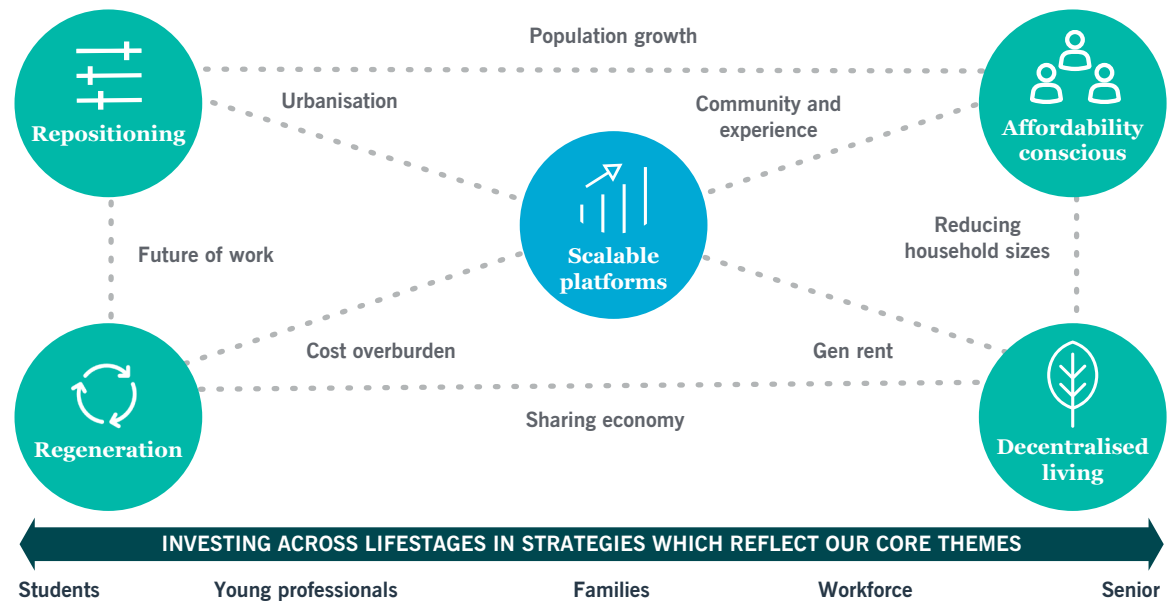 Population growth
Repositioning
Urbanisation
Community and
experience
Affordability
conscious
Scalable
platforms
Future of work
Reducing
household sizes
Cost overburden
Gen rent
Regeneration
Sharing economy
Decentralised
living
INVESTING ACROSS LIFESTAGES IN STRATEGIES WHICH REFLECT OUR CORE THEMES
Students
Young professionals
Families
Workforce
Senior